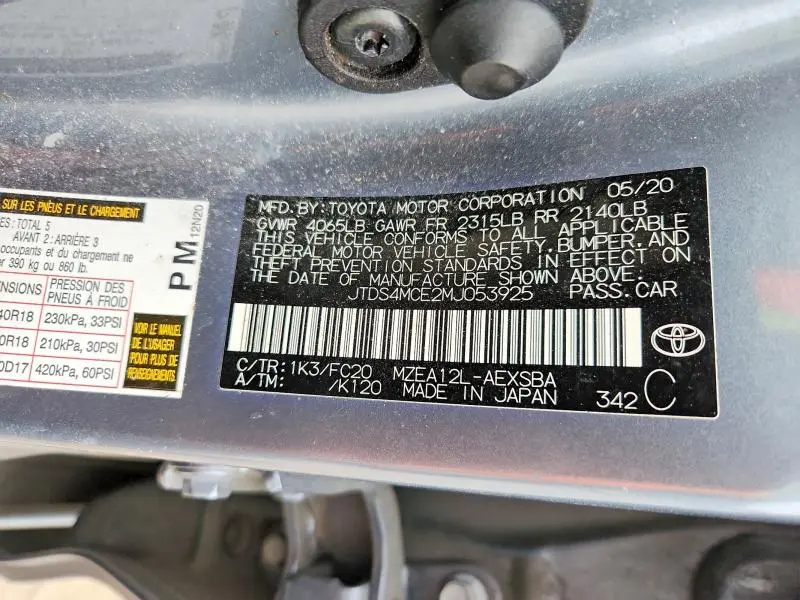 SUR LES PNEUS ET LE CHARGEMENT
ES: TOTAL 5
AVANT 2: ARRIÈRE 3
occupants et du chargement ne
er 390 kg ou 860 lb.
ENSIONS
PRESSION DES
PNEUS À FROID
40R18
230kPa, 33PSI
0R18
210kPa, 30PSI
0D17
420kPa, 60PSI
VOIR LE MANUEL
DE L'USAGER
POUR PLUS DE
RENSEIGNEMENTS
PM
12N20
MFD.BY: TOYOTA MOTOR CORPORATION 05/20
GVWR 4065LB GAWR FR 2315LB RR 2140LB
THIS VEHICLE CONFORMS TO ALL APPLICABLE
FEDERAL MOTOR VEHICLE SAFETY, BUMPER, AND
THEFT PREVENTION STANDARDS IN EFFECT ON
THE DATE OF MANUFACTURE SHOWN ABOVE.
JTDS4MCE2MJ053925 PASS.CAR
C/TR: 1K3/FC20 MZEA12L-AEXSBA
A/TM: /K120 MADE IN JAPAN 342 C